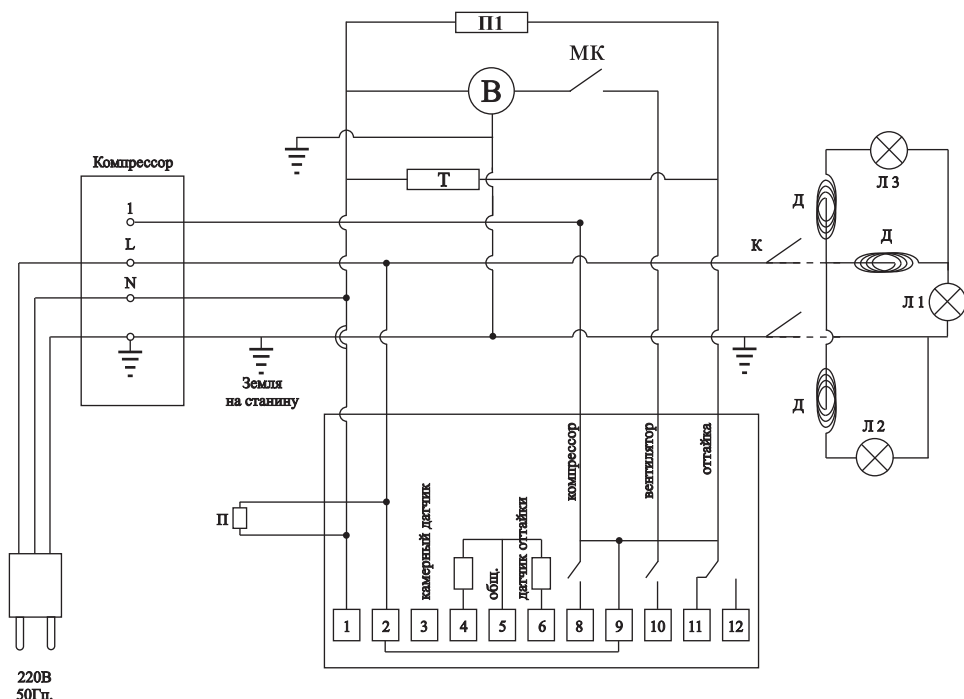 П1
МК
В
Компрессор
Т
Л 3
1
Д
Д
L
К
N
Л 1
Земля
на станину
Д
Л 2
компрессор
вентилятор
оттайка
П
камерный датчик
общ.
датчик оттайки
1
2
3
4
5
6
8
9
10
11
12
220В
50Гц.